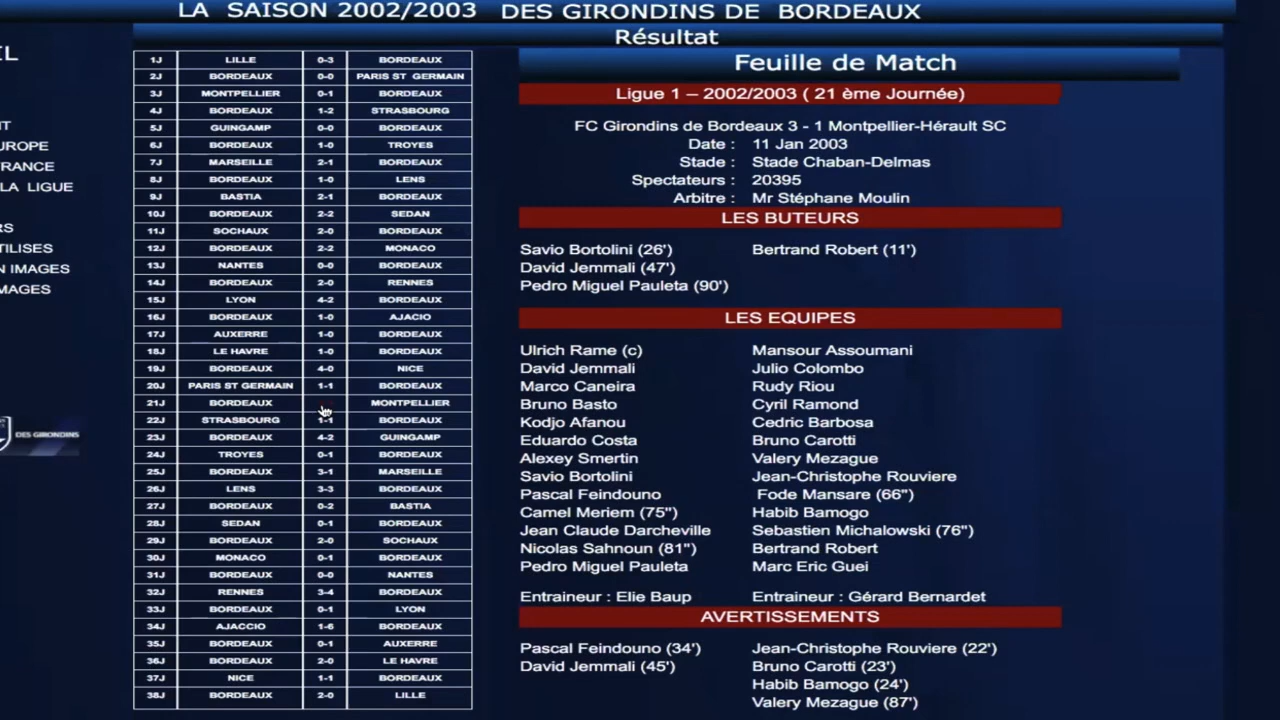 LA SAISON 2002/2003 DES GIRONDINS DE BORDEAUX
Résultat
L
T
UROPE
RANCE
LA LIGUE
RS
TILISES
N IMAGES
MAGES
DES GIRONDINS
1J LILLE 0-3 BORDEAUX
2J BORDEAUX 0-0 PARIS ST GERMAIN
3J MONTPELLIER 0-1 BORDEAUX
4J BORDEAUX 1-2 STRASBOURG
5J GUINGAMP 0-0 BORDEAUX
6J BORDEAUX 1-0 TROYES
7J MARSEILLE 2-1 BORDEAUX
8J BORDEAUX 1-0 LENS
9J BASTIA 2-1 BORDEAUX
10J BORDEAUX 2-2 SEDAN
11J SOCHAUX 2-0 BORDEAUX
12J BORDEAUX 2-2 MONACO
13J NANTES 0-0 BORDEAUX
14J BORDEAUX 2-0 RENNES
15J LYON 4-2 BORDEAUX
16J BORDEAUX 1-0 AJACIO
17J AUXERRE 1-0 BORDEAUX
18J LE HAVRE 1-0 BORDEAUX
19J BORDEAUX 4-0 NICE
20J PARIS ST GERMAIN 1-1 BORDEAUX
21J BORDEAUX MONTPELLIER
22J STRASBOURG 1-1 BORDEAUX
23J BORDEAUX 4-2 GUINGAMP
24J TROYES 0-1 BORDEAUX
25J BORDEAUX 3-1 MARSEILLE
26J LENS 3-3 BORDEAUX
27J BORDEAUX 0-2 BASTIA
28J SEDAN 0-1 BORDEAUX
29J BORDEAUX 2-0 SOCHAUX
30J MONACO 0-1 BORDEAUX
31J BORDEAUX 0-0 NANTES
32J RENNES 3-4 BORDEAUX
33J BORDEAUX 0-1 LYON
34J AJACCIO 1-6 BORDEAUX
35J BORDEAUX 0-1 AUXERRE
36J BORDEAUX 2-0 LE HAVRE
37J NICE 1-1 BORDEAUX
38J BORDEAUX 2-0 LILLE
Feuille de Match
Ligue 1 – 2002/2003 ( 21 ème Journée)
FC Girondins de Bordeaux 3 - 1 Montpellier-Hérault SC
Date : 11 Jan 2003
Stade : Stade Chaban-Delmas
Spectateurs : 20395
Arbitre : Mr Stéphane Moulin
LES BUTEURS
Savio Bortolini (26') Bertrand Robert (11')
David Jemmali (47')
Pedro Miguel Pauleta (90')
LES EQUIPES
Ulrich Rame (c) Mansour Assoumani
David Jemmali Julio Colombo
Marco Caneira Rudy Riou
Bruno Basto Cyril Ramond
Kodjo Afanou Cedric Barbosa
Eduardo Costa Bruno Carotti
Alexey Smertin Valery Mezague
Savio Bortolini Jean-Christophe Rouviere
Pascal Feindouno Fode Mansare (66")
Camel Meriem (75") Habib Bamogo
Jean Claude Darcheville Sebastien Michalowski (76")
Nicolas Sahnoun (81") Bertrand Robert
Pedro Miguel Pauleta Marc Eric Guei
Entraineur : Elie Baup Entraineur : Gérard Bernardet
AVERTISSEMENTS
Pascal Feindouno (34') Jean-Christophe Rouviere (22')
David Jemmali (45') Bruno Carotti (23')
Habib Bamogo (24')
Valery Mezague (87')